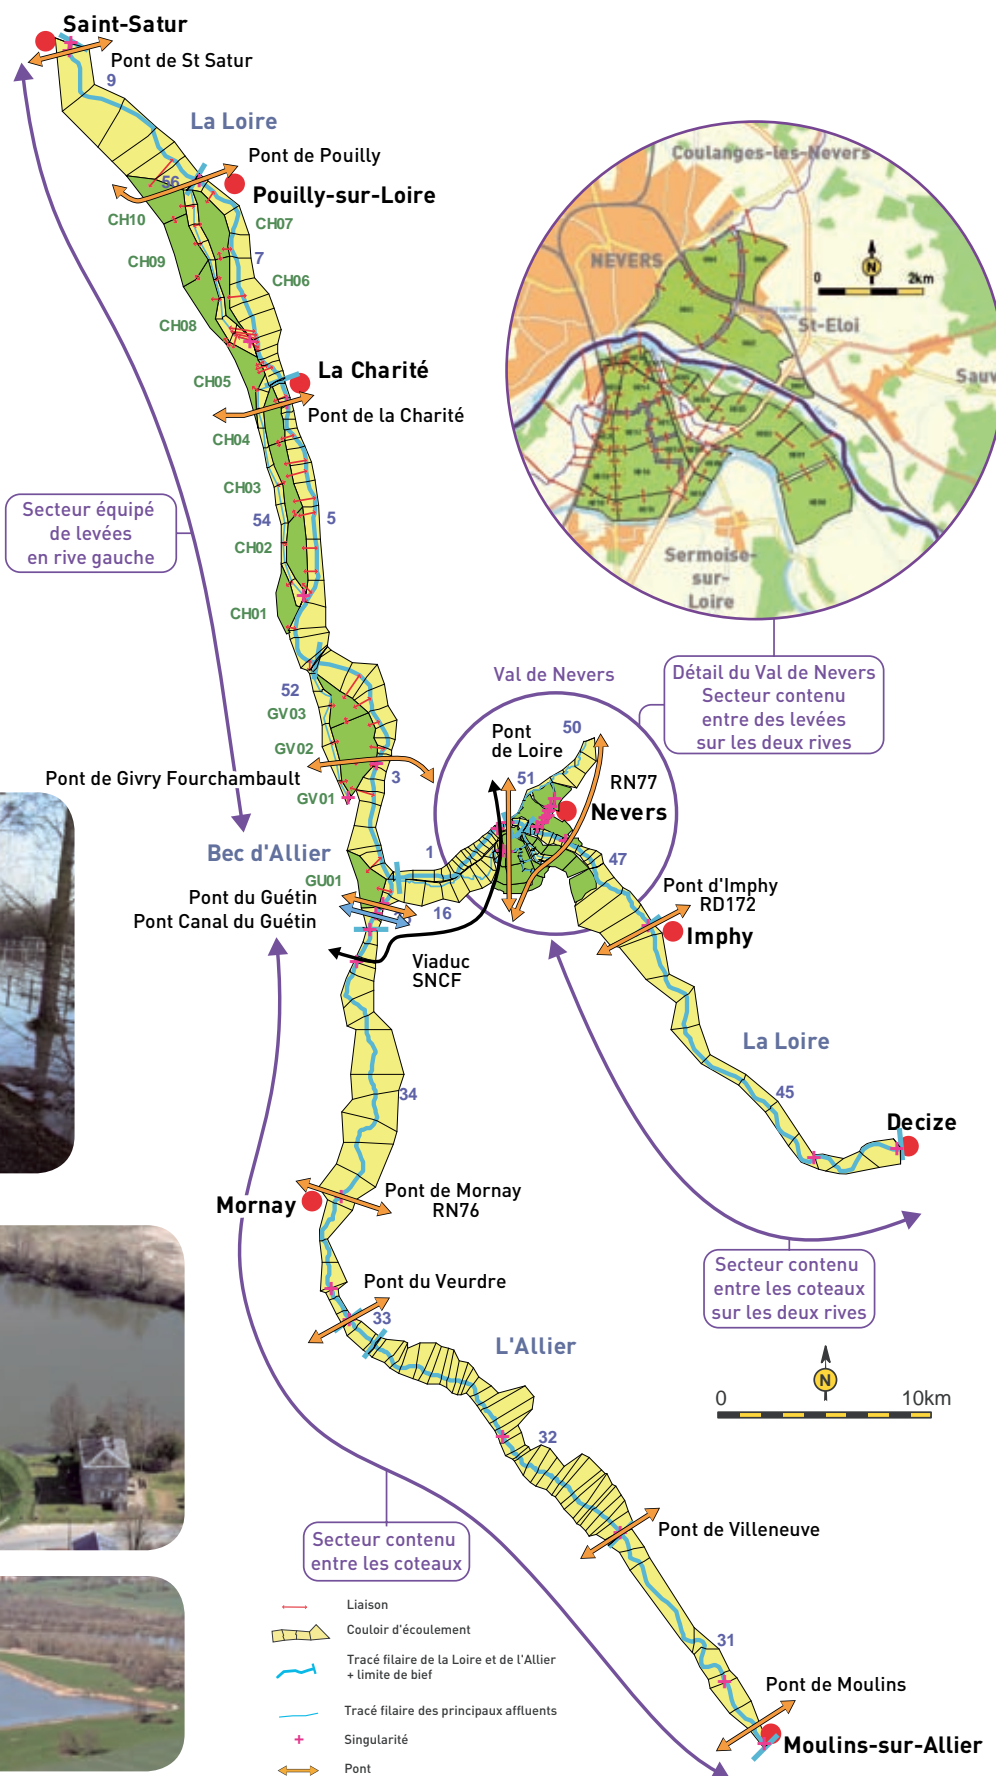 Saint-Satur
Pont de St Satur
9
La Loire
Pont de Pouilly
56
Pouilly-sur-Loire
CH10
CH07
CH09
7
CH06
CH08
La Charité
CH05
Pont de la Charité
CH04
CH03
54
5
CH02
CH01
Secteur équipé
de levées
en rive gauche
Coulanges-les-Nevers
NEVERS
0
N
2km
St-Eloi
Sauv
Sermoise-
sur-
Loire
Détail du Val de Nevers
Secteur contenu
entre des levées
sur les deux rives
Val de Nevers
52
GV03
GV02
Pont de Givry Fourchambault
3
GV01
Pont
de Loire
50
51
RN77
Nevers
Bec d'Allier
1
GU01
47
Pont du Guétin
16
Pont Canal du Guétin
Pont d'Imphy
RD172
Imphy
Viaduc
SNCF
La Loire
45
Decize
34
Mornay
Pont de Mornay
RN76
Secteur contenu
entre les coteaux
sur les deux rives
Pont du Veurdre
33
L'Allier
N
0
10km
32
Pont de Villeneuve
Secteur contenu
entre les coteaux
31
Pont de Moulins
Moulins-sur-Allier
Liaison
Couloir d'écoulement
Tracé filaire de la Loire et de l'Allier
+ limite de bief
Tracé filaire des principaux affluents
Singularité
Pont